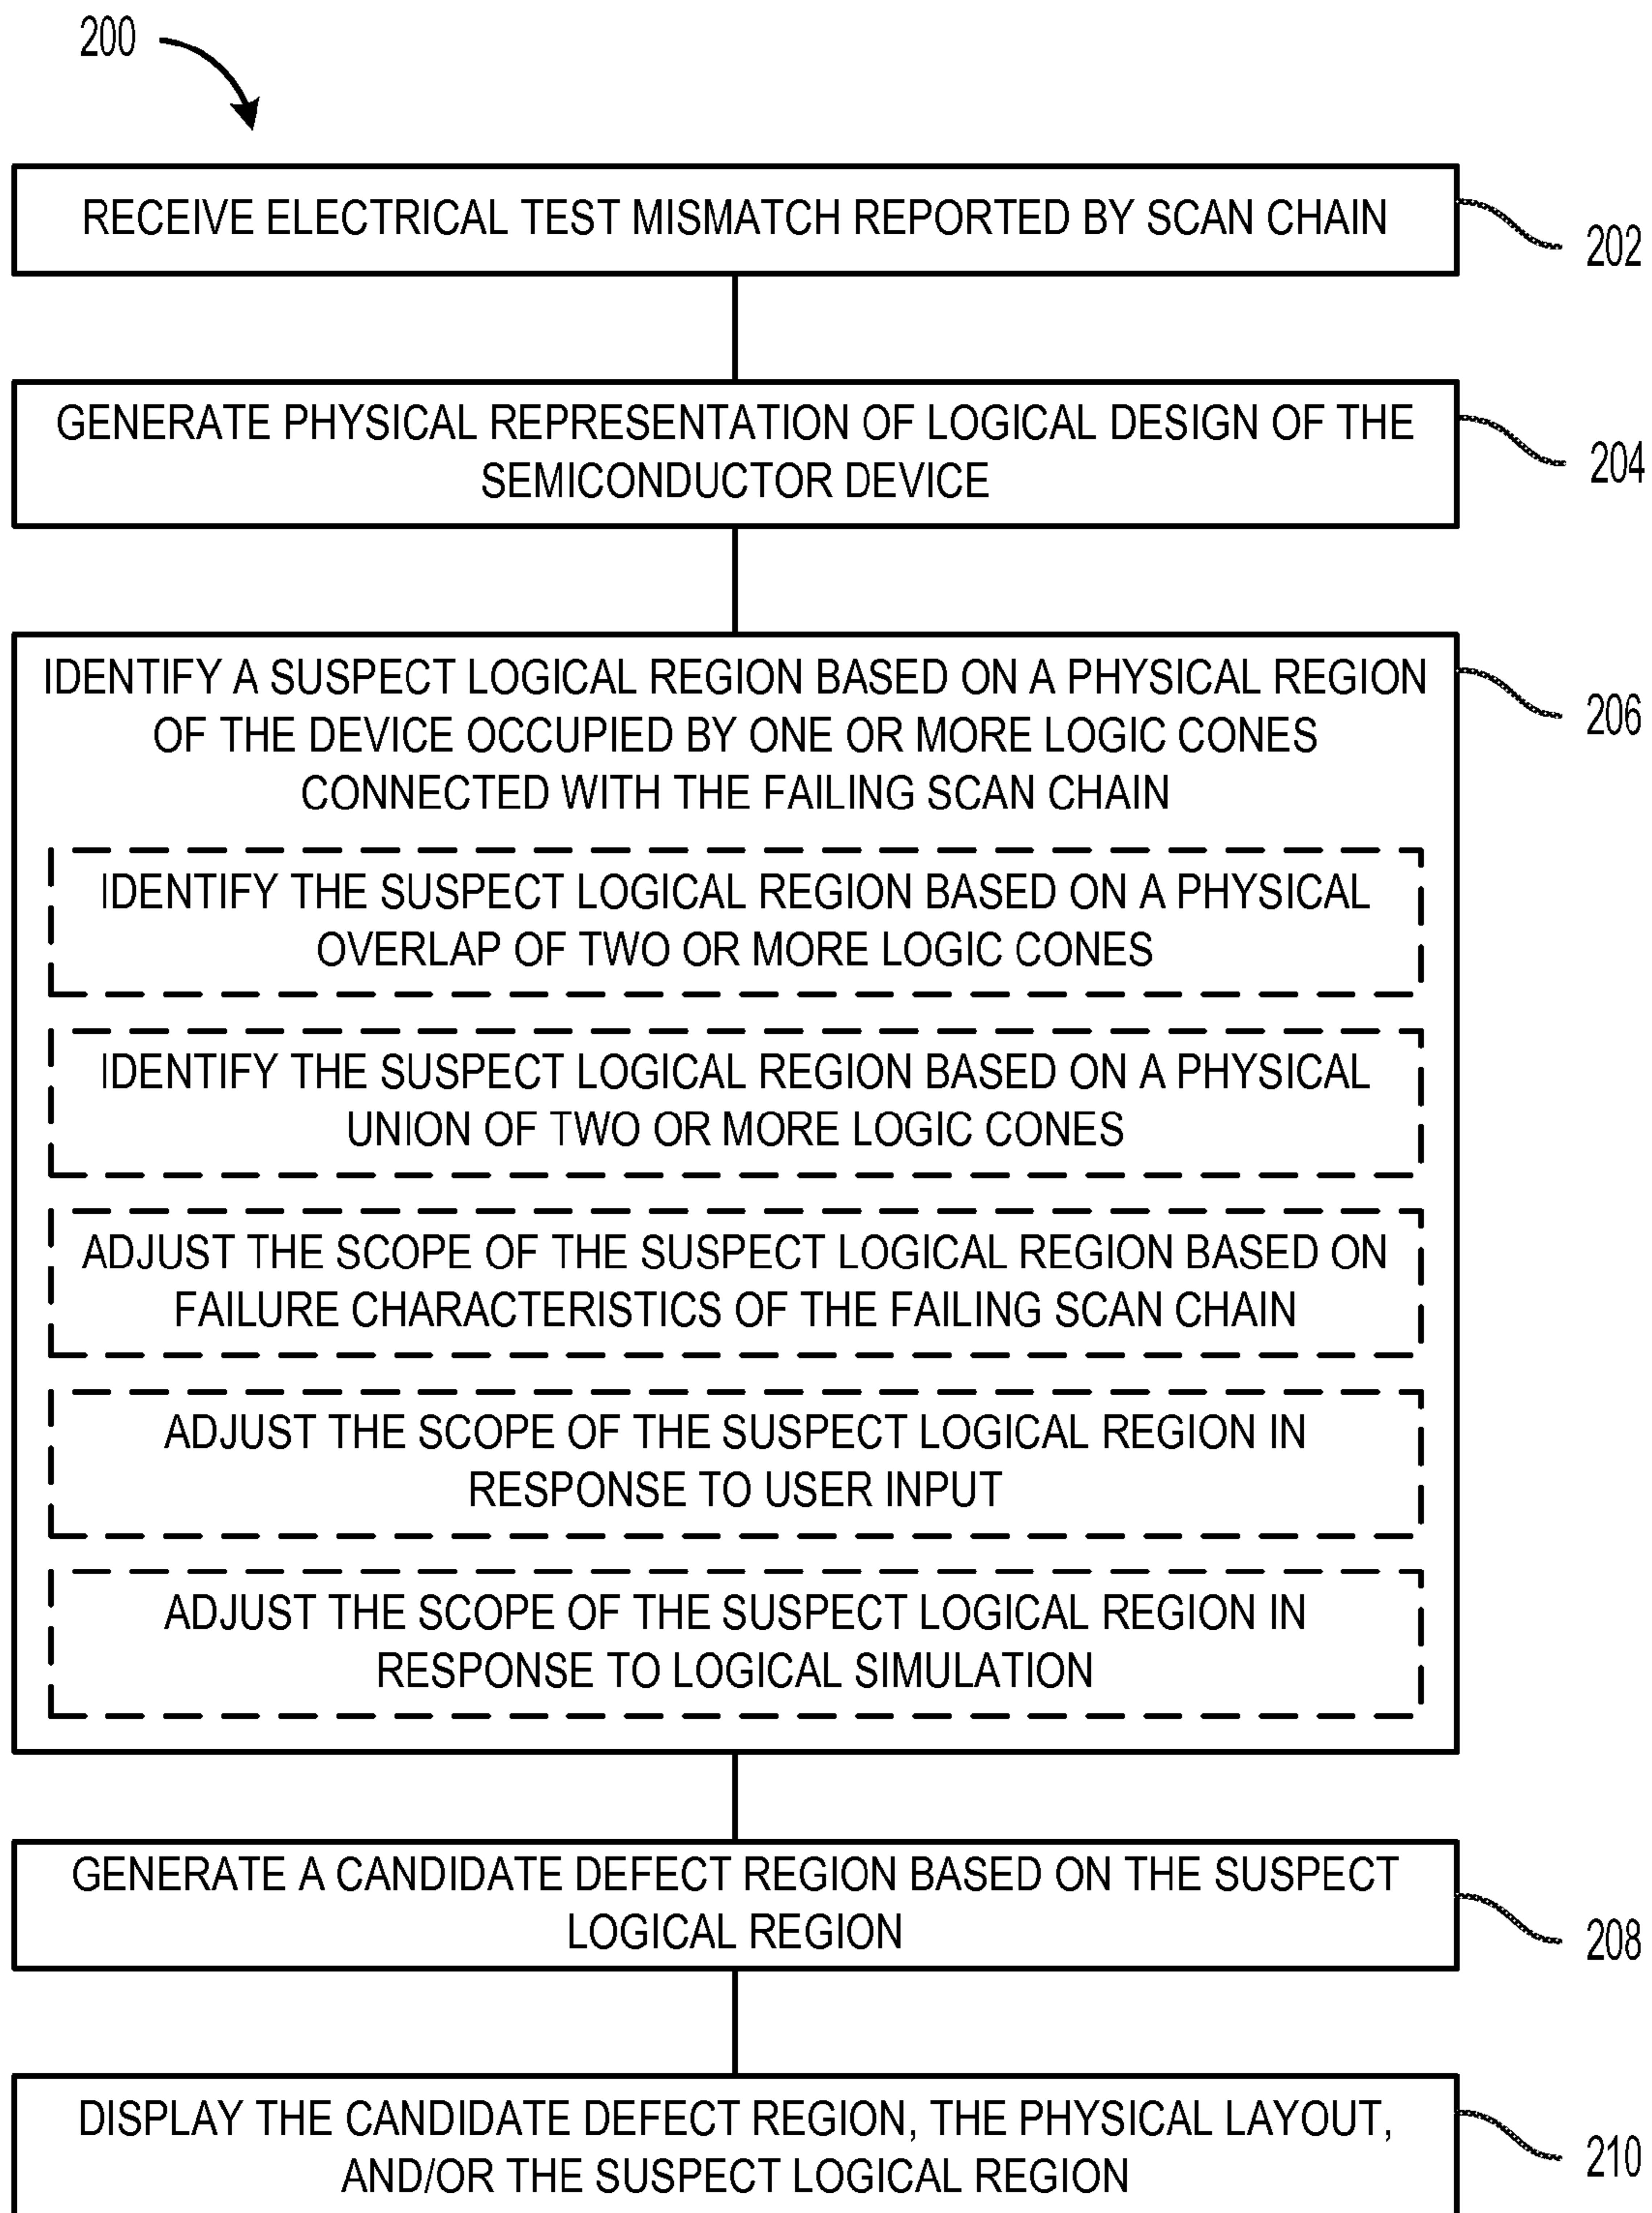 200
RECEIVE ELECTRICAL TEST MISMATCH REPORTED BY SCAN CHAIN
202
GENERATE PHYSICAL REPRESENTATION OF LOGICAL DESIGN OF THE
SEMICONDUCTOR DEVICE
204
IDENTIFY A SUSPECT LOGICAL REGION BASED ON A PHYSICAL REGION
OF THE DEVICE OCCUPIED BY ONE OR MORE LOGIC CONES
CONNECTED WITH THE FAILING SCAN CHAIN
206
IDENTIFY THE SUSPECT LOGICAL REGION BASED ON A PHYSICAL
OVERLAP OF TWO OR MORE LOGIC CONES
IDENTIFY THE SUSPECT LOGICAL REGION BASED ON A PHYSICAL
UNION OF TWO OR MORE LOGIC CONES
ADJUST THE SCOPE OF THE SUSPECT LOGICAL REGION BASED ON
FAILURE CHARACTERISTICS OF THE FAILING SCAN CHAIN
ADJUST THE SCOPE OF THE SUSPECT LOGICAL REGION IN
RESPONSE TO USER INPUT
ADJUST THE SCOPE OF THE SUSPECT LOGICAL REGION IN
RESPONSE TO LOGICAL SIMULATION
GENERATE A CANDIDATE DEFECT REGION BASED ON THE SUSPECT
LOGICAL REGION
208
DISPLAY THE CANDIDATE DEFECT REGION, THE PHYSICAL LAYOUT,
AND/OR THE SUSPECT LOGICAL REGION
210